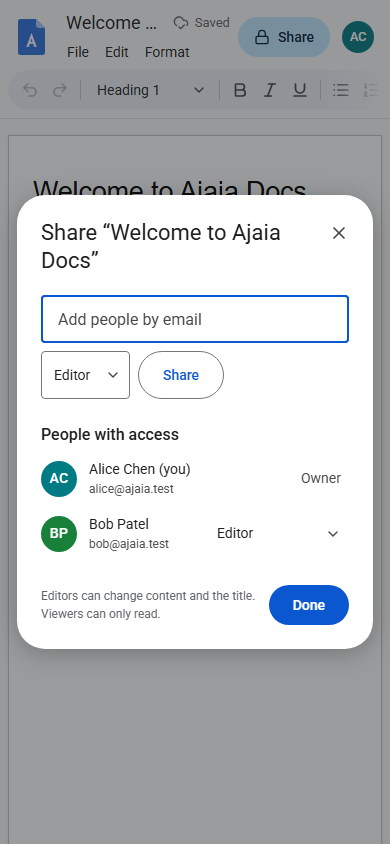 Welcome ...
Saved
Share
AC
File Edit Format
Heading 1
B I U
Welcome to Ajaia Docs
Share “Welcome to Ajaia
Docs”
Add people by email
Editor
Share
People with access
AC
Alice Chen (you)
alice@ajaia.test
Owner
BP
Bob Patel
bob@ajaia.test
Editor
Editors can change content and the title.
Viewers can only read.
Done